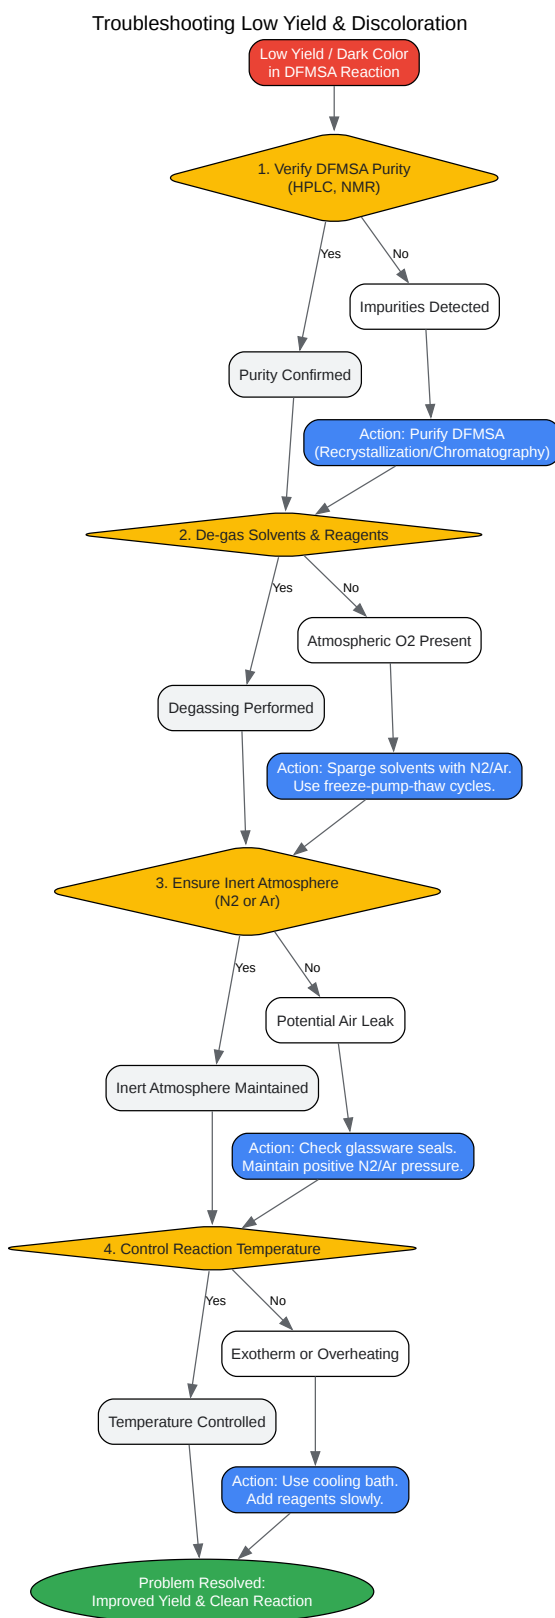 Troubleshooting Low Yield & Discoloration
Low Yield / Dark Color
in DFMSA Reaction
1. Verify DFMSA Purity
(HPLC, NMR)
Yes
No
Impurities Detected
Purity Confirmed
Action: Purify DFMSA
(Recrystallization/Chromatography)
2. De-gas Solvents & Reagents
Yes
No
Atmospheric O2 Present
Degassing Performed
Action: Sparge solvents with N2/Ar.
Use freeze-pump-thaw cycles.
3. Ensure Inert Atmosphere
(N2 or Ar)
Yes
No
Potential Air Leak
Inert Atmosphere Maintained
Action: Check glassware seals.
Maintain positive N2/Ar pressure.
4. Control Reaction Temperature
Yes
No
Exotherm or Overheating
Temperature Controlled
Action: Use cooling bath.
Add reagents slowly.
Problem Resolved:
Improved Yield & Clean Reaction